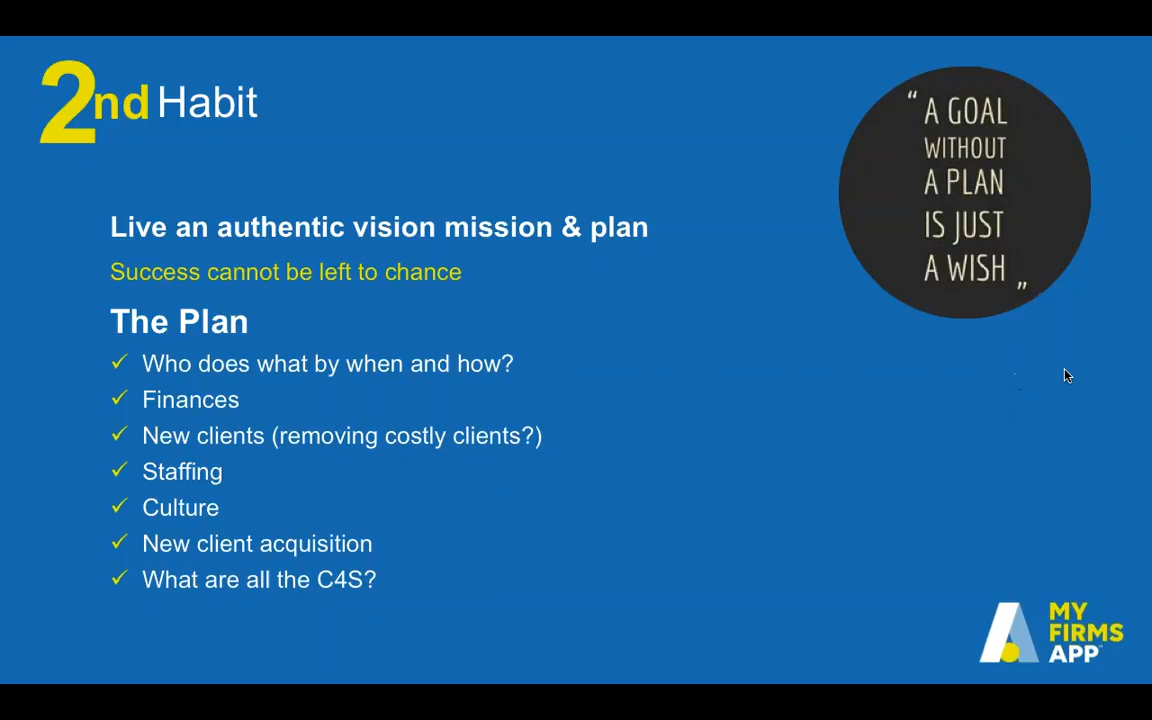 2nd Habit
“ A GOAL
WITHOUT
A PLAN
IS JUST
A WISH „
Live an authentic vision mission & plan
Success cannot be left to chance
The Plan
✓ Who does what by when and how?
✓ Finances
✓ New clients (removing costly clients?)
✓ Staffing
✓ Culture
✓ New client acquisition
✓ What are all the C4S?
MY
FIRMS
APP